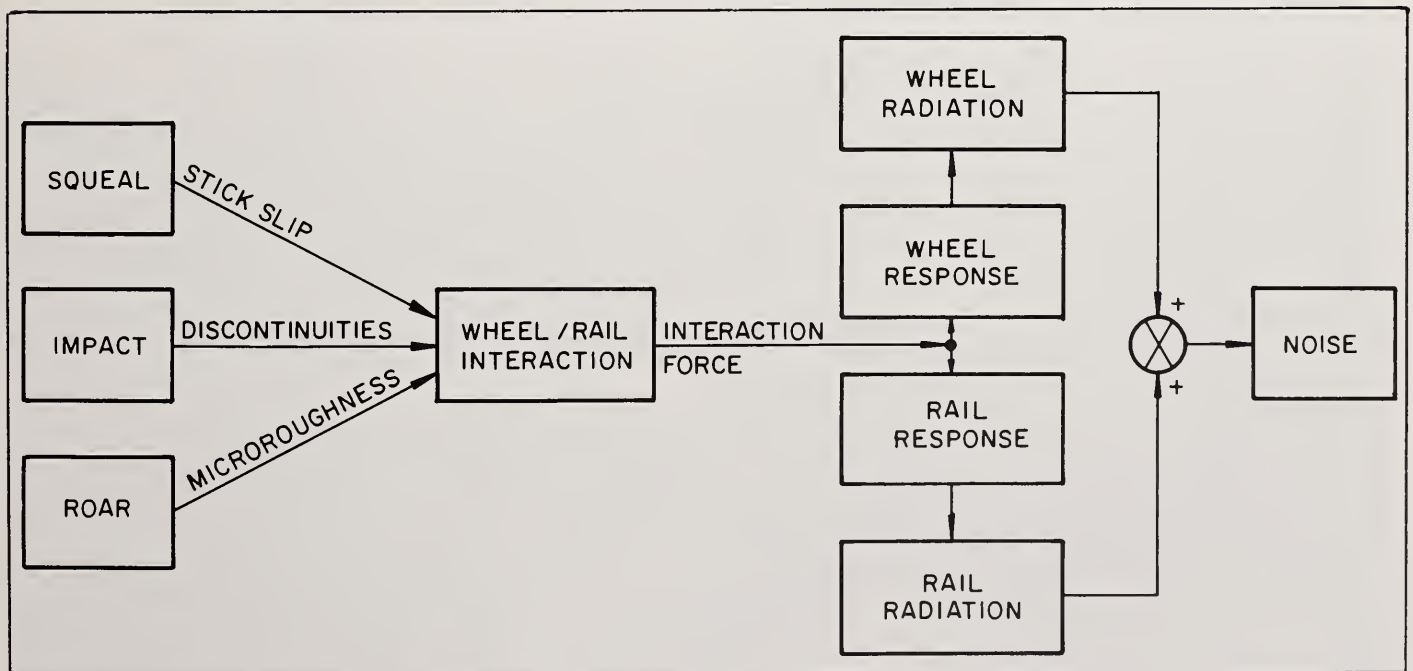 SQUEAL
STICK SLIP
IMPACT
DISCONTINUITIES
ROAR
MICROROUGHNESS
WHEEL/RAIL
INTERACTION
INTERACTION
FORCE
WHEEL
RADIATION
WHEEL
RESPONSE
RAIL
RESPONSE
RAIL
RADIATION
+
+
NOISE